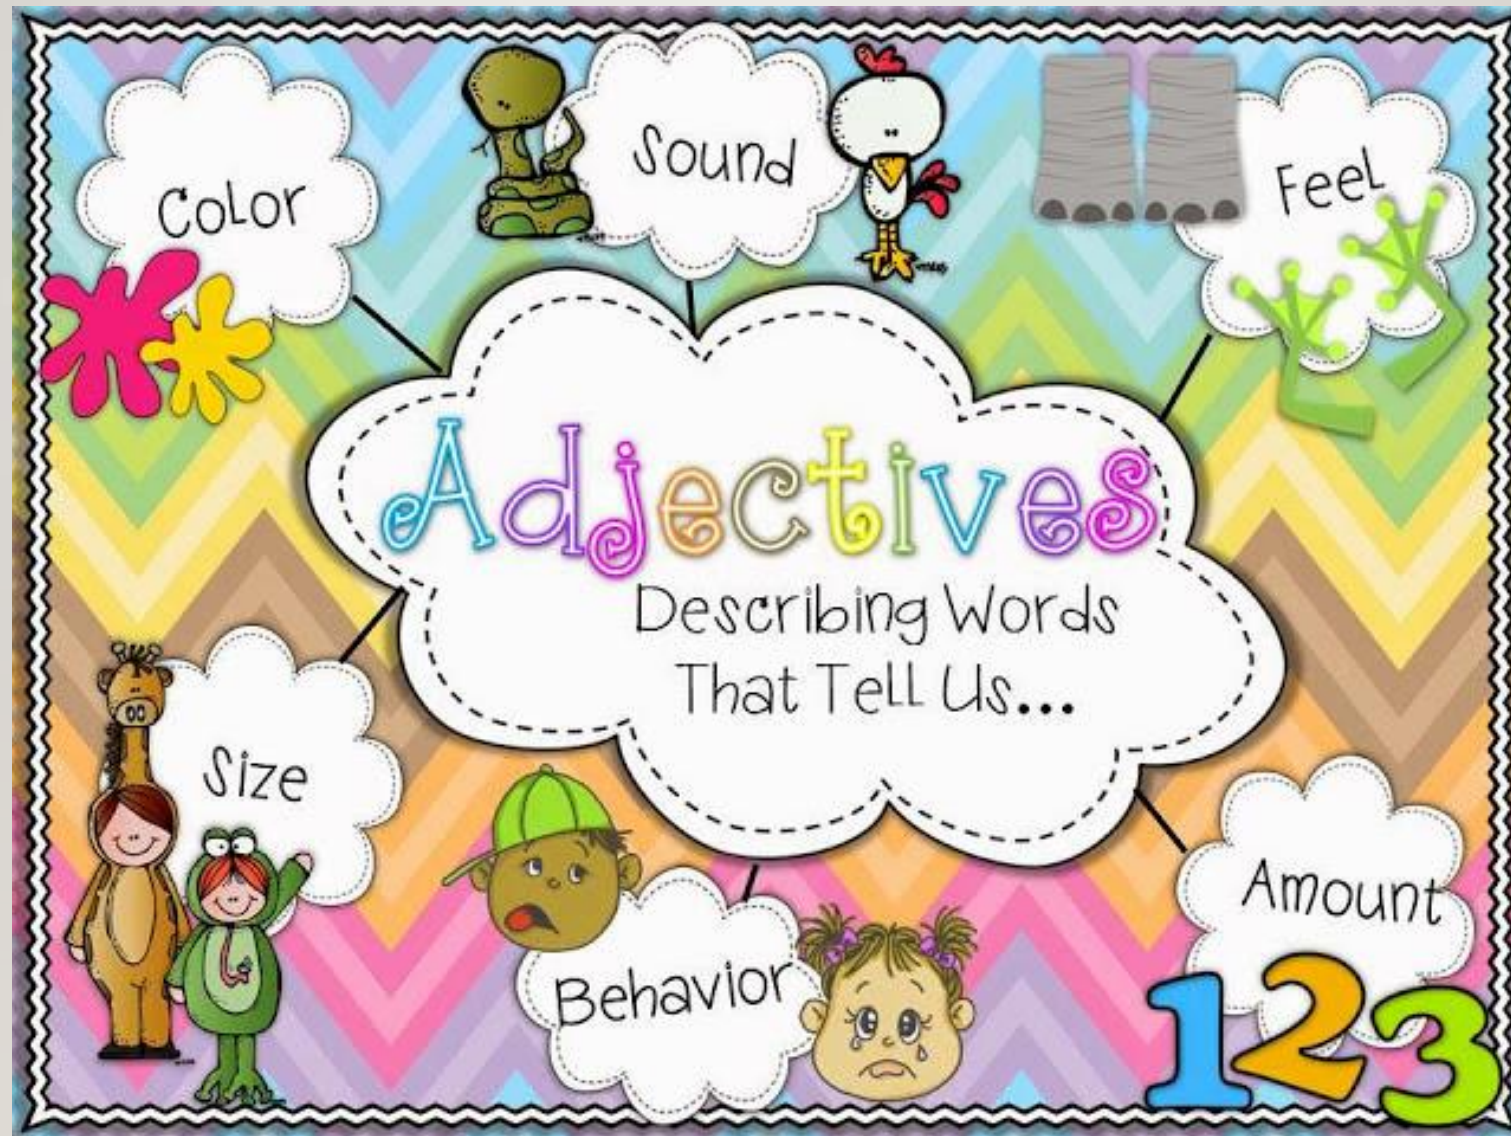 Color
Sound
Feel
Adjectives
Describing Words
That Tell Us...
Size
Behavior
Amount
123